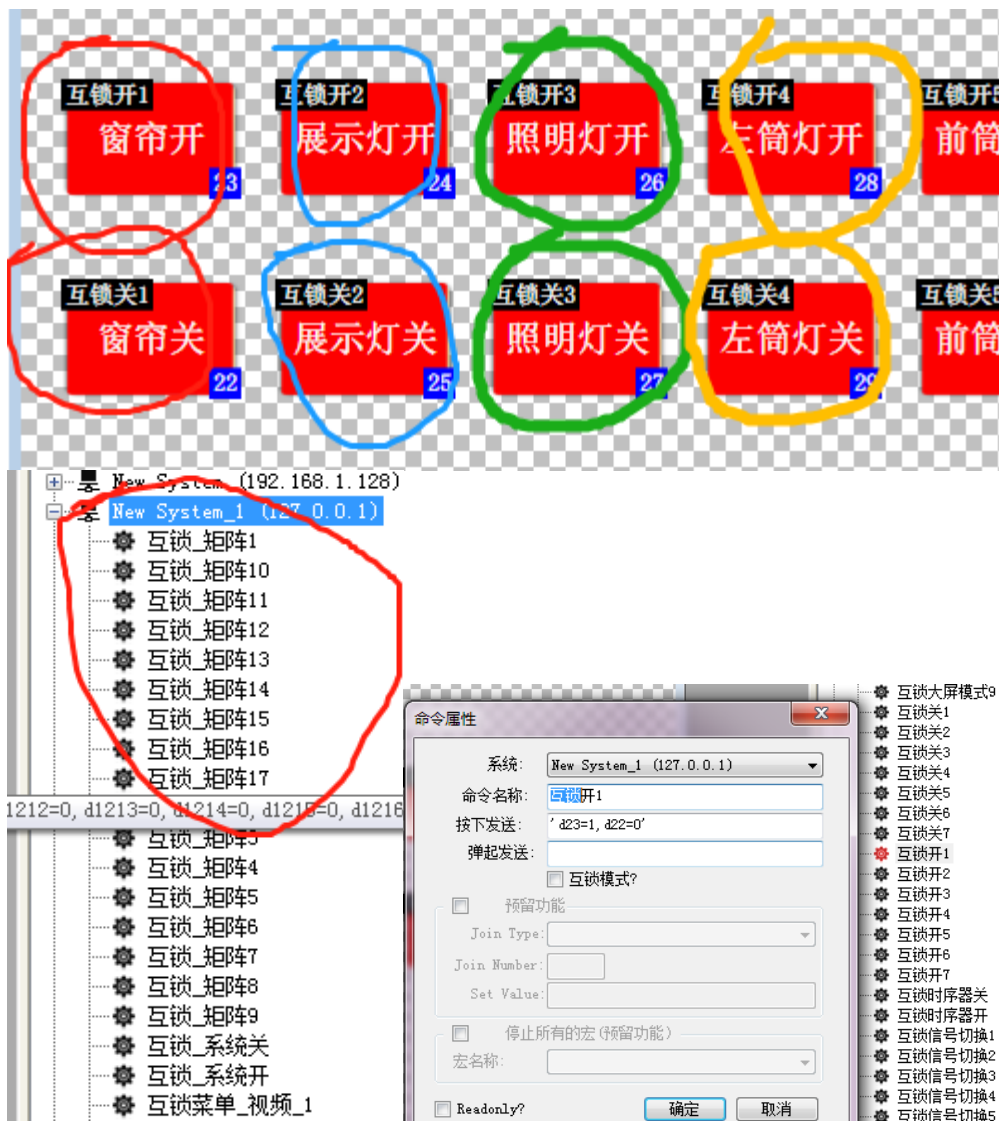 互锁开1
互锁开2
互锁开3
互锁开4
互锁开5
窗帘开
展示灯开
照明灯开
左筒灯开
前筒
23
24
26
28
互锁关1
互锁关2
互锁关3
互锁关4
互锁关5
窗帘关
展示灯关
照明灯关
左筒灯关
前筒
22
25
27
29
New System (192.168.1.128)
New System_1 (127.0.0.1)
互锁_矩阵1
互锁_矩阵10
互锁_矩阵11
互锁_矩阵12
互锁_矩阵13
互锁_矩阵14
互锁_矩阵15
互锁_矩阵16
互锁_矩阵17
1212=0, d1213=0, d1214=0, d1215=0, d1216
互锁_矩阵3
互锁_矩阵4
互锁_矩阵5
互锁_矩阵6
互锁_矩阵7
互锁_矩阵8
互锁_矩阵9
互锁_系统关
互锁_系统开
互锁菜单_视频_1
命令属性
系统: New System_1 (127.0.0.1)
命令名称: 互锁开1
按下发送: 'd23=1,d22=0'
弹起发送:
互锁模式?
预留功能
Join Type:
Join Number:
Set Value:
停止所有的宏(预留功能)
宏名称:
Readonly?
确定
取消
互锁大屏模式9
互锁关1
互锁关2
互锁关3
互锁关4
互锁关5
互锁关6
互锁关7
互锁开1
互锁开2
互锁开3
互锁开4
互锁开5
互锁开6
互锁开7
互锁时序器关
互锁时序器开
互锁信号切换1
互锁信号切换2
互锁信号切换3
互锁信号切换4
互锁信号切换5